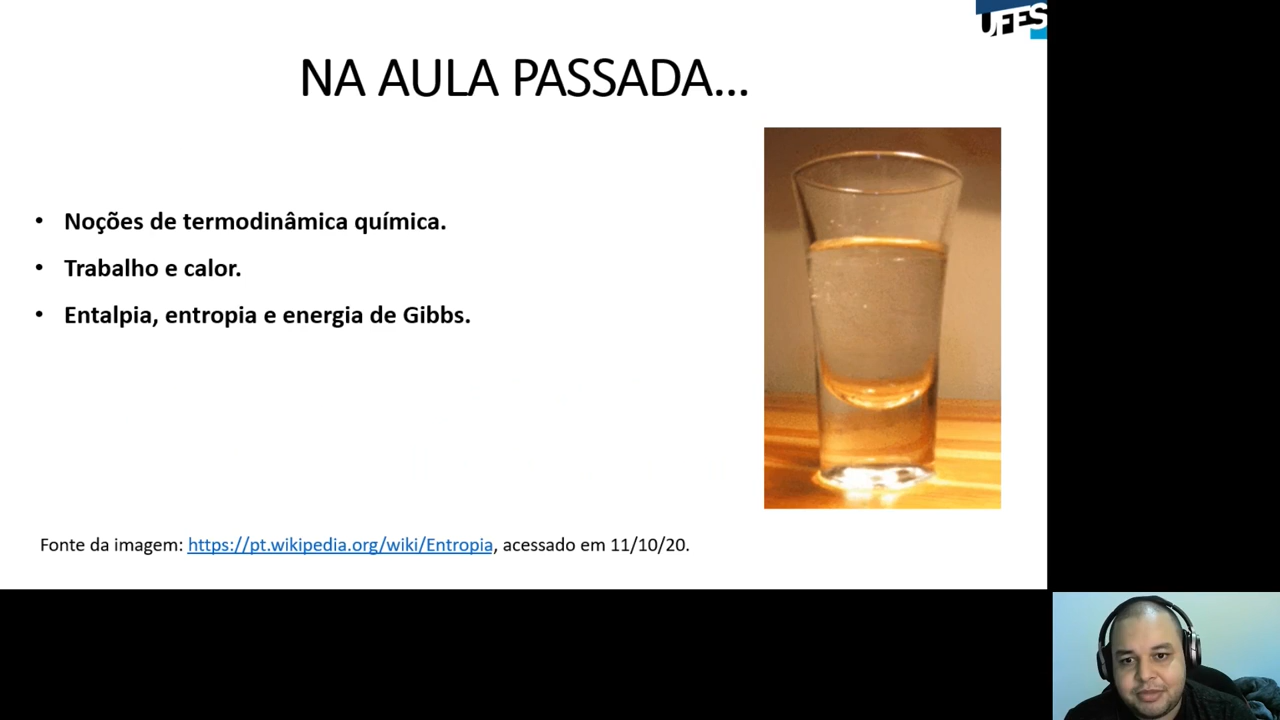 UFES
NA AULA PASSADA...
• Noções de termodinâmica química.
• Trabalho e calor.
• Entalpia, entropia e energia de Gibbs.
Fonte da imagem: https://pt.wikipedia.org/wiki/Entropia, acessado em 11/10/20.